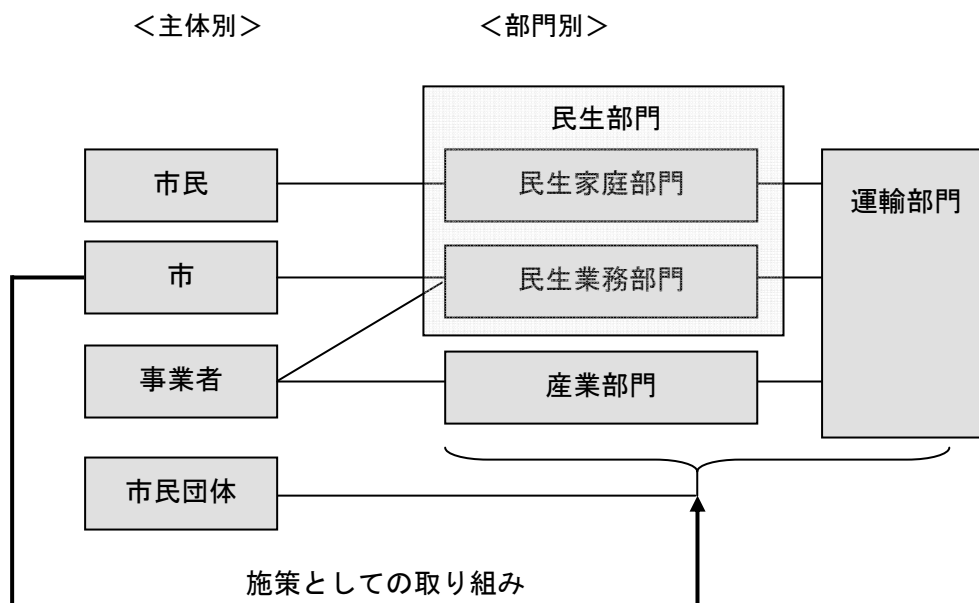 ＜主体別＞
＜部門別＞
民生部門
市民
民生家庭部門
運輸部門
市
民生業務部門
事業者
産業部門
市民団体
施策としての取り組み